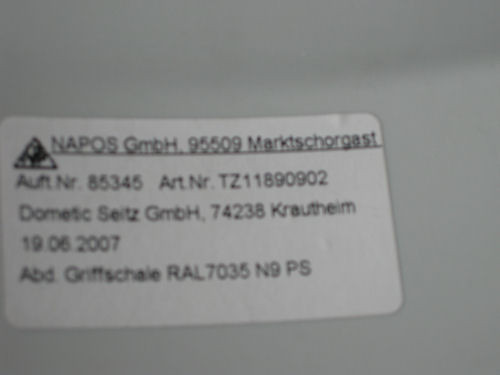 NAPOS GmbH, 95509 Marktschorgast
Auft.Nr. 85345 Art.Nr. TZ11890902
Dometic Seitz GmbH, 74238 Krautheim
19.06.2007
Abd. Griffschale RAL7035 N9 PS